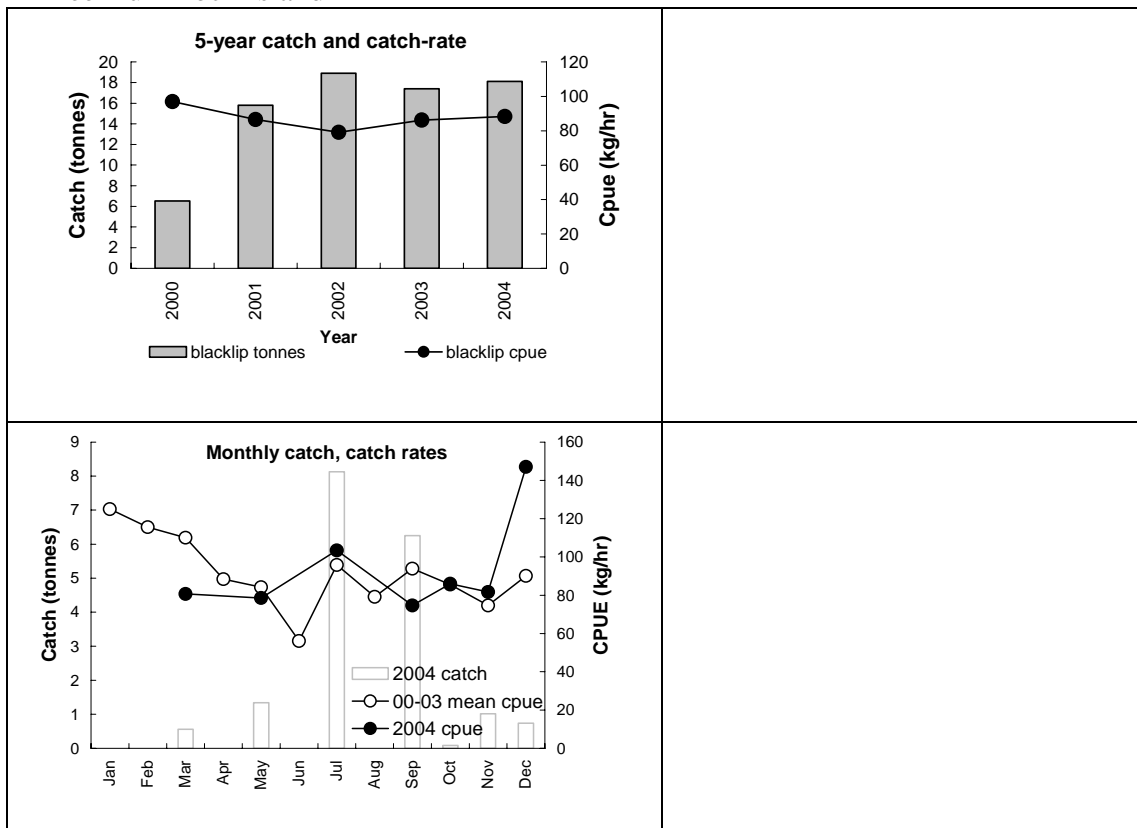 5-year catch and catch-rate
Catch (tonnes)
20
18
16
14
12
10
8
6
4
2
0
Cpue (kg/hr)
120
100
80
60
40
20
0
2000 2001 2002 2003 2004
Year
blacklip tonnes blacklip cpue
Monthly catch, catch rates
Catch (tonnes)
9
8
7
6
5
4
3
2
1
0
CPUE (kg/hr)
160
140
120
100
80
60
40
20
0
2004 catch
00-03 mean cpue
2004 cpue
Jan Feb Mar Apr May Jun Jul Aug Sep Oct Nov Dec